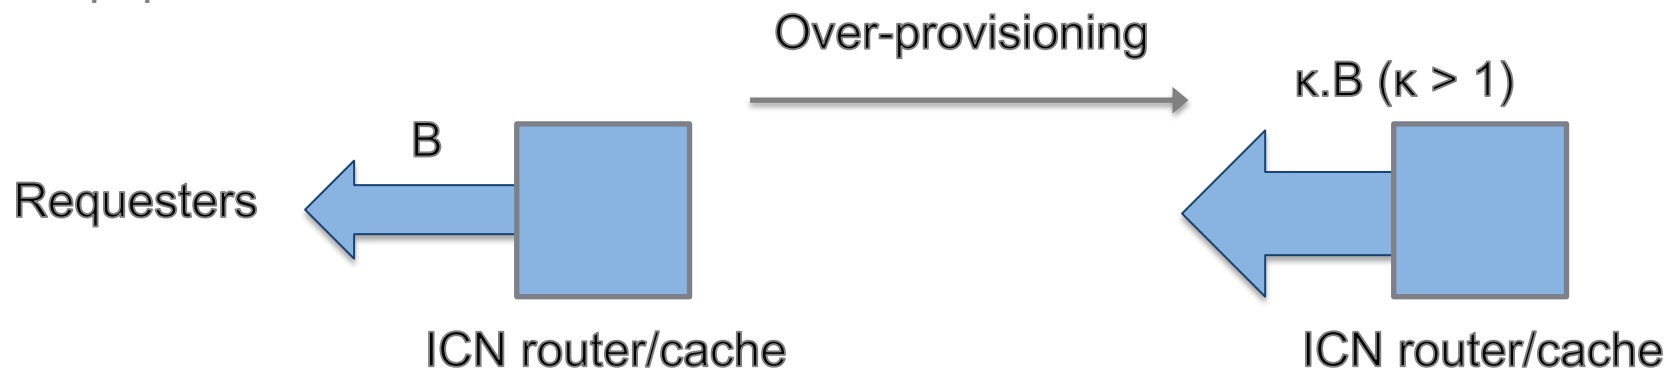 Over-provisioning
κ.B (κ > 1)
B
Requesters
ICN router/cache
ICN router/cache